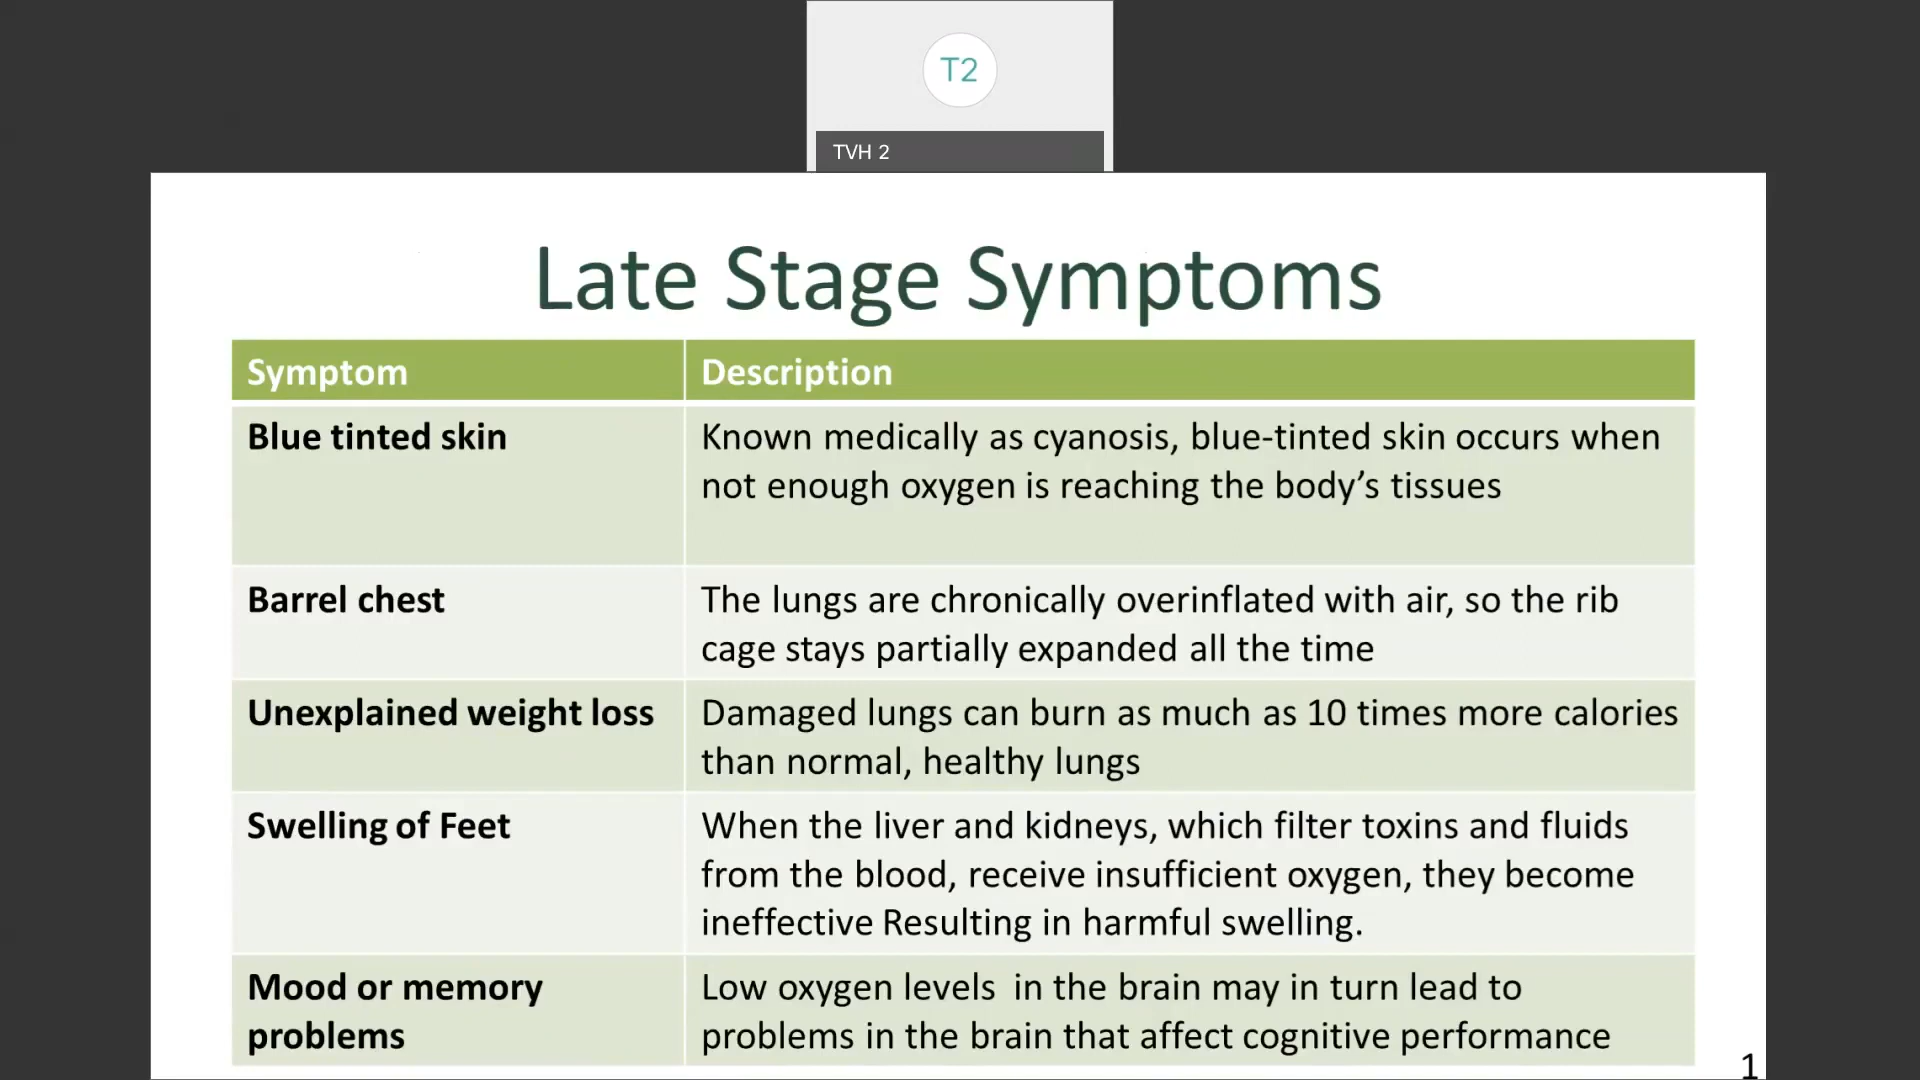 T2
TVH 2
Late Stage Symptoms
Symptom
Description
Blue tinted skin
Known medically as cyanosis, blue-tinted skin occurs when
not enough oxygen is reaching the body’s tissues
Barrel chest
The lungs are chronically overinflated with air, so the rib
cage stays partially expanded all the time
Unexplained weight loss
Damaged lungs can burn as much as 10 times more calories
than normal, healthy lungs
Swelling of Feet
When the liver and kidneys, which filter toxins and fluids
from the blood, receive insufficient oxygen, they become
ineffective Resulting in harmful swelling.
Mood or memory
problems
Low oxygen levels  in the brain may in turn lead to
problems in the brain that affect cognitive performance
1